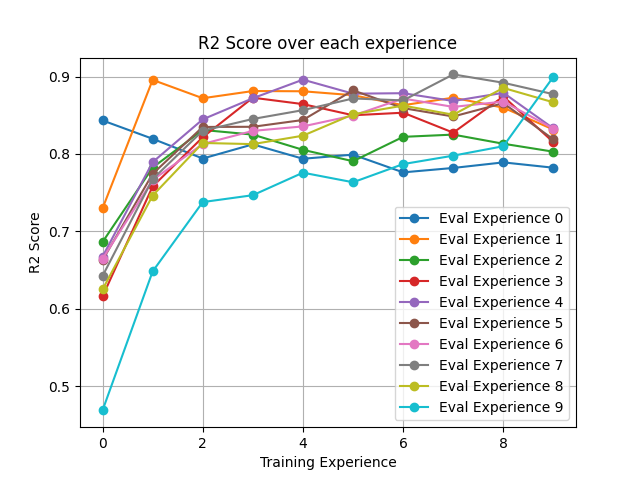 R2 Score over each experience
R2 Score
0.9
0.8
0.7
0.6
0.5
0 2 4 6 8
Training Experience
Eval Experience 0
Eval Experience 1
Eval Experience 2
Eval Experience 3
Eval Experience 4
Eval Experience 5
Eval Experience 6
Eval Experience 7
Eval Experience 8
Eval Experience 9